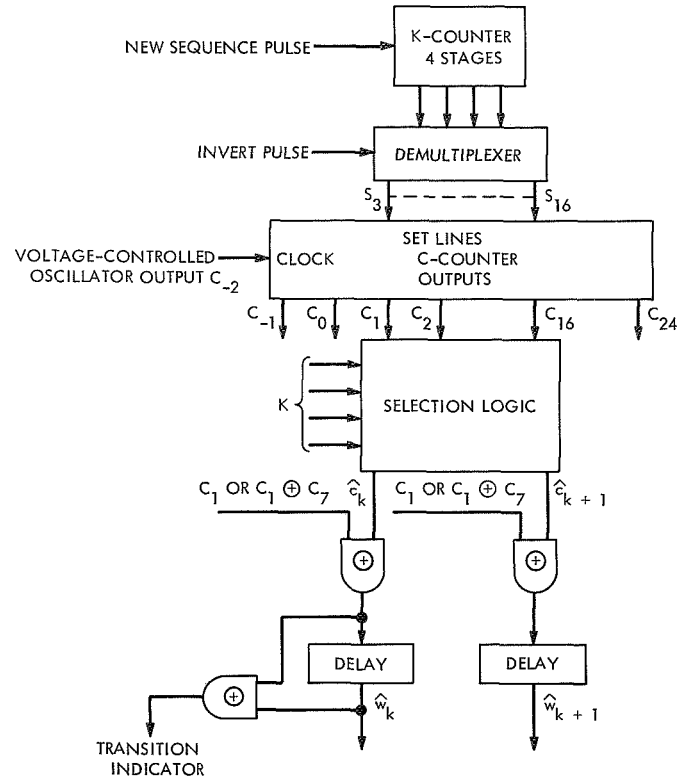 NEW SEQUENCE PULSE
K-COUNTER
4 STAGES
INVERT PULSE
DEMULTIPLEXER
S₃
S₁₆
VOLTAGE-CONTROLLED
OSCILLATOR OUTPUT C₋₂
CLOCK
SET LINES
C-COUNTER
OUTPUTS
C₋₁
C₀
C₁
C₂
C₁₆
C₂₄
K
SELECTION LOGIC
C₁ OR C₁ ⊕ C₇
ĉₖ
C₁ OR C₁ ⊕ C₇
ĉₖ ₊ ₁
⊕
⊕
DELAY
DELAY
⊕
ŵₖ
ŵₖ ₊ ₁
TRANSITION
INDICATOR